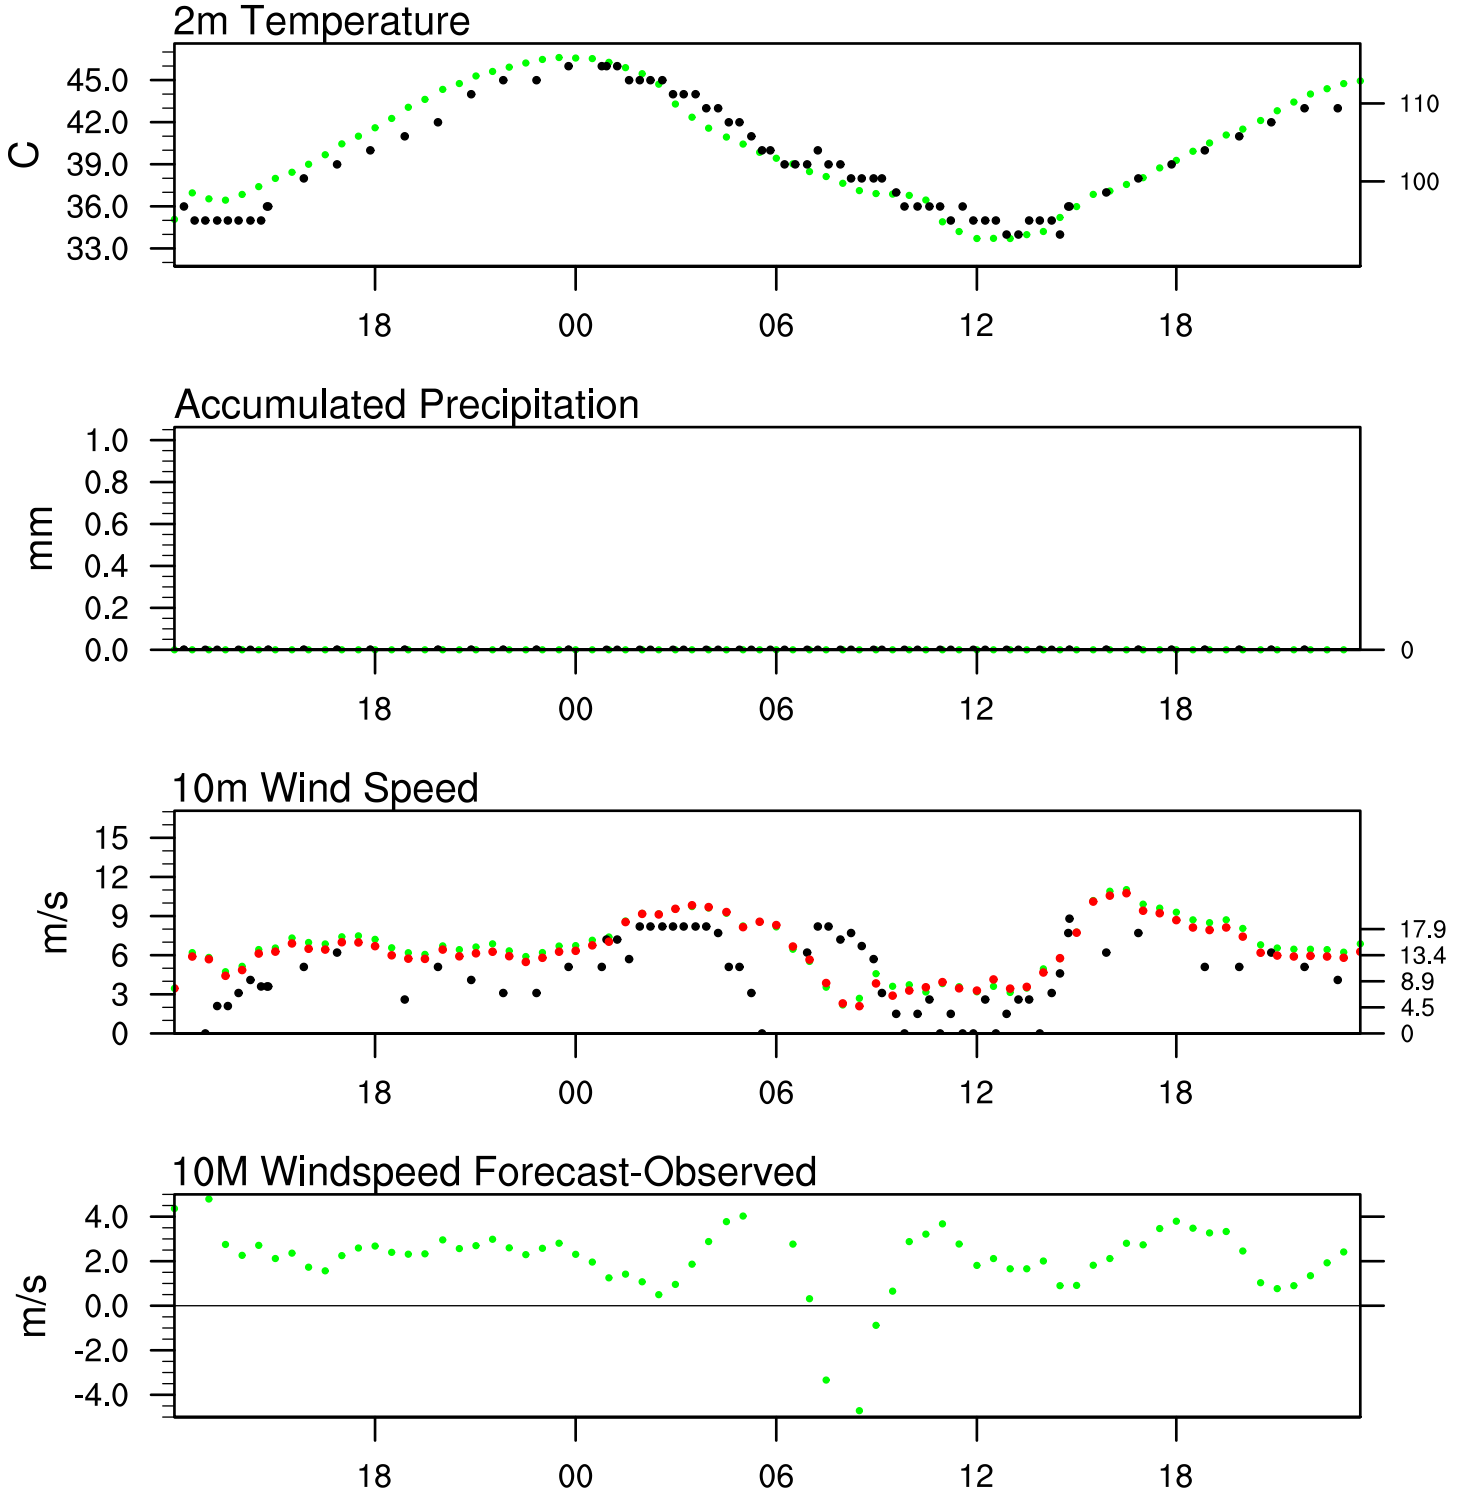 2m Temperature
C
45.0
42.0
39.0
36.0
33.0
110
100
18 00 06 12 18
Accumulated Precipitation
mm
1.0
0.8
0.6
0.4
0.2
0.0
0
18 00 06 12 18
10m Wind Speed
m/s
15
12
9
6
3
0
17.9
13.4
8.9
4.5
0
18 00 06 12 18
10M Windspeed Forecast-Observed
m/s
4.0
2.0
0.0
-2.0
-4.0
18 00 06 12 18